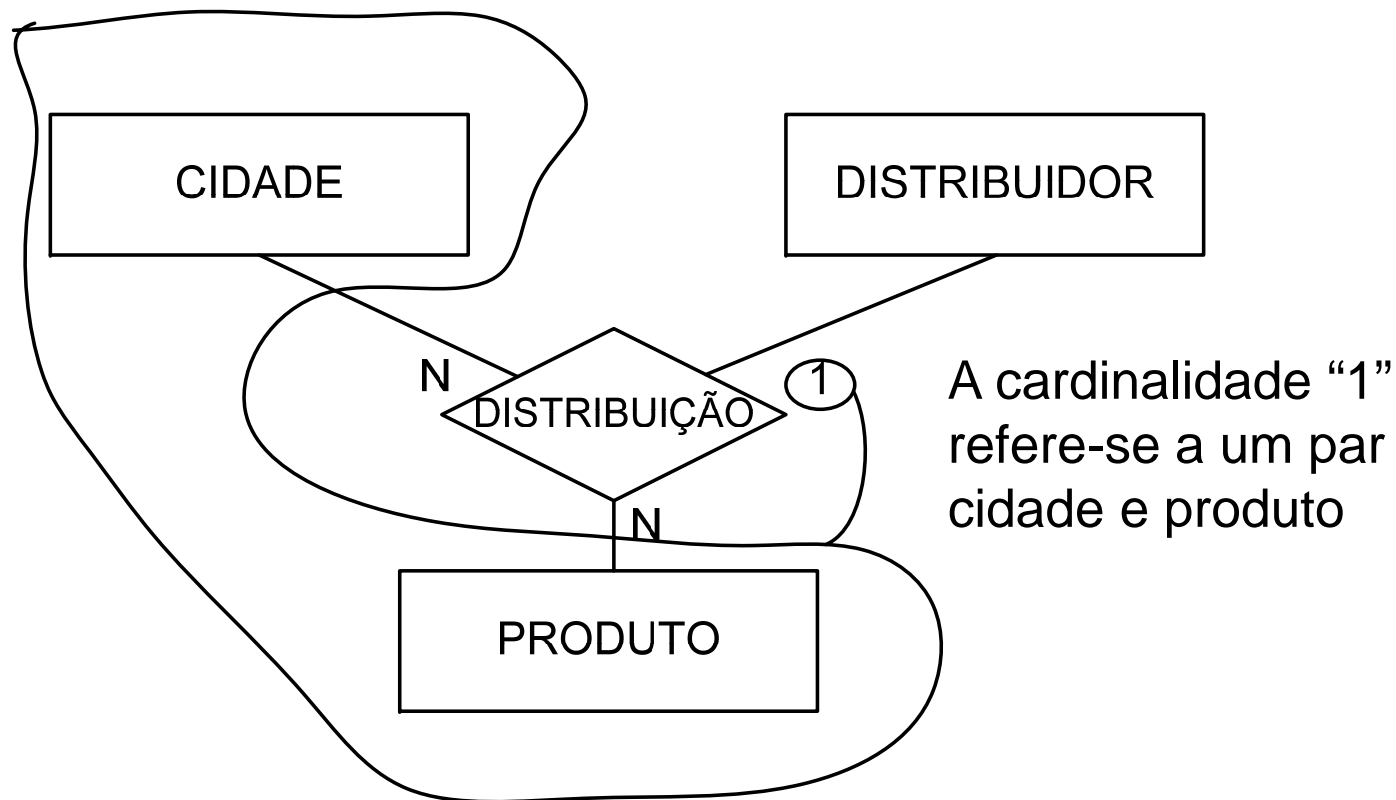 CIDADE
DISTRIBUIDOR
N
1
DISTRIBUIÇÃO
N
PRODUTO
A cardinalidade “1”
refere-se a um par
cidade e produto